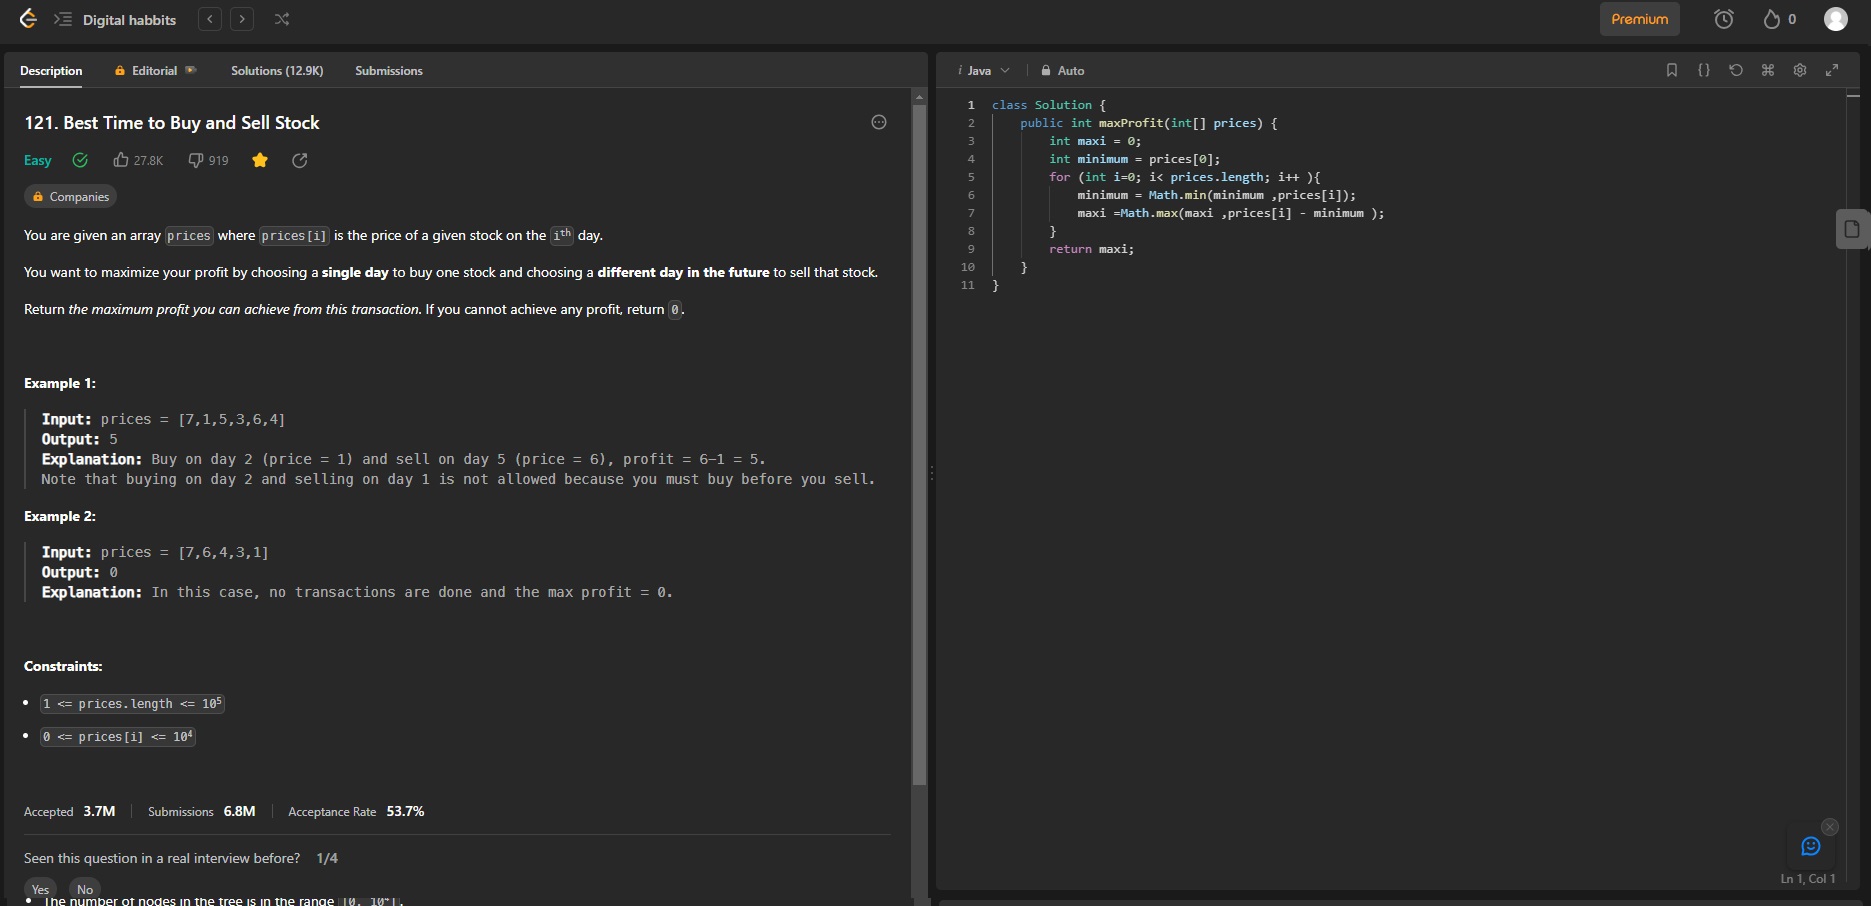 Digital habbits
Premium
0
Description
Editorial
Solutions (12.9K)
Submissions
121. Best Time to Buy and Sell Stock
Easy
27.8K
919
Companies
You are given an array prices where prices[i] is the price of a given stock on the ith day.
You want to maximize your profit by choosing a single day to buy one stock and choosing a different day in the future to sell that stock.
Return the maximum profit you can achieve from this transaction. If you cannot achieve any profit, return 0.
Example 1:
Input: prices = [7,1,5,3,6,4]
Output: 5
Explanation: Buy on day 2 (price = 1) and sell on day 5 (price = 6), profit = 6-1 = 5.
Note that buying on day 2 and selling on day 1 is not allowed because you must buy before you sell.
Example 2:
Input: prices = [7,6,4,3,1]
Output: 0
Explanation: In this case, no transactions are done and the max profit = 0.
Constraints:
• 1 <= prices.length <= 10⁵
• 0 <= prices[i] <= 10⁴
Accepted 3.7M
Submissions 6.8M
Acceptance Rate 53.7%
Seen this question in a real interview before? 1/4
Yes
No
• The number of nodes in the tree is in the range [0, 10⁴].
i Java
Auto
1 class Solution {
2 public int maxProfit(int[] prices) {
3 int maxi = 0;
4 int minimum = prices[0];
5 for (int i=0; i< prices.length; i++ ){
6 minimum = Math.min(minimum ,prices[i]);
7 maxi =Math.max(maxi ,prices[i] - minimum );
8 }
9 return maxi;
10 }
11 }
Ln 1, Col 1